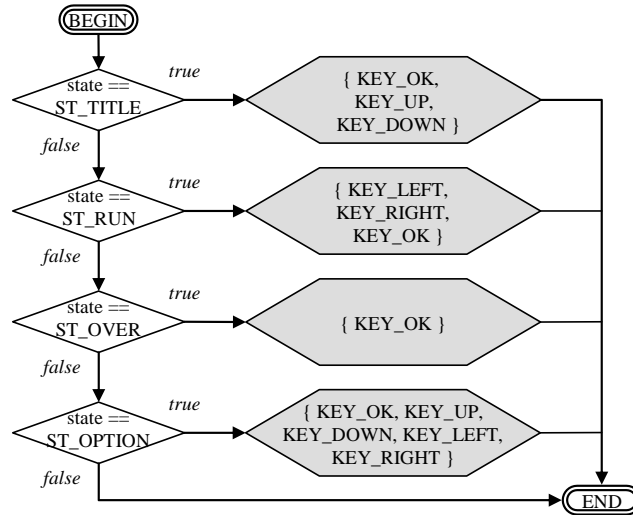 BEGIN
state ==
ST_TITLE
true
{ KEY_OK,
KEY_UP,
KEY_DOWN }
false
state ==
ST_RUN
true
{ KEY_LEFT,
KEY_RIGHT,
KEY_OK }
false
state ==
ST_OVER
true
{ KEY_OK }
false
state ==
ST_OPTION
true
{ KEY_OK, KEY_UP,
KEY_DOWN, KEY_LEFT,
KEY_RIGHT }
false
END